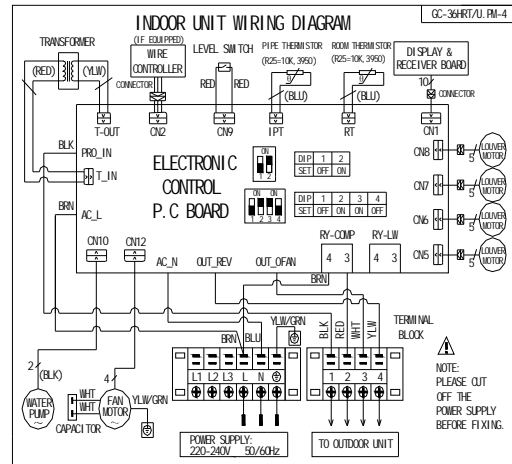 INDOOR UNIT WIRING DIAGRAM
GC-36HRT/U.PM-4
TRANSFORMER
(RED)
(YLW)
(IF EQUIPPED)
WIRE
CONTROLLER
CONNECTOR
LEVEL SWITCH
RED
RED
PIPE THERMISTOR
(R25=10K, 3950)
(BLU)
ROOM THERMISTOR
(R25=10K, 3950)
(BLU)
DISPLAY &
RECEIVER BOARD
10
CONNECTOR
T-OUT
CN2
CN9
IPT
RT
CN1
BLK
PRO_IN
T_IN
BRN
AC_L
ELECTRONIC
CONTROL
P.C BOARD
ON
1 2
DIP 1 2
SET OFF ON
ON ON
1 2 3 4
DIP 1 2 3 4
SET OFF ON ON OFF
CN8
5
LOUVER
MOTOR
CN7
5
LOUVER
MOTOR
CN6
5
LOUVER
MOTOR
CN5
5
LOUVER
MOTOR
RY-COMP
4 3
RY-LW
4 3
CN10
CN12
AC_N
OUT_REV
OUT_OFAN
BRN
BRN
BLU
YLW/GRN
BLK
RED
WHT
YLW
TERMINAL
BLOCK
L1 L2 L3 L N
1 2 3 4
2
(BLK)
4
WATER
PUMP
~
WHT
WHT
CAPACITOR
FAN
MOTOR
~
YLW/GRN
POWER SUPPLY:
220-240V 50/60Hz
TO OUTDOOR UNIT
NOTE:
PLEASE CUT
OFF THE
POWER SUPPLY
BEFORE FIXING.